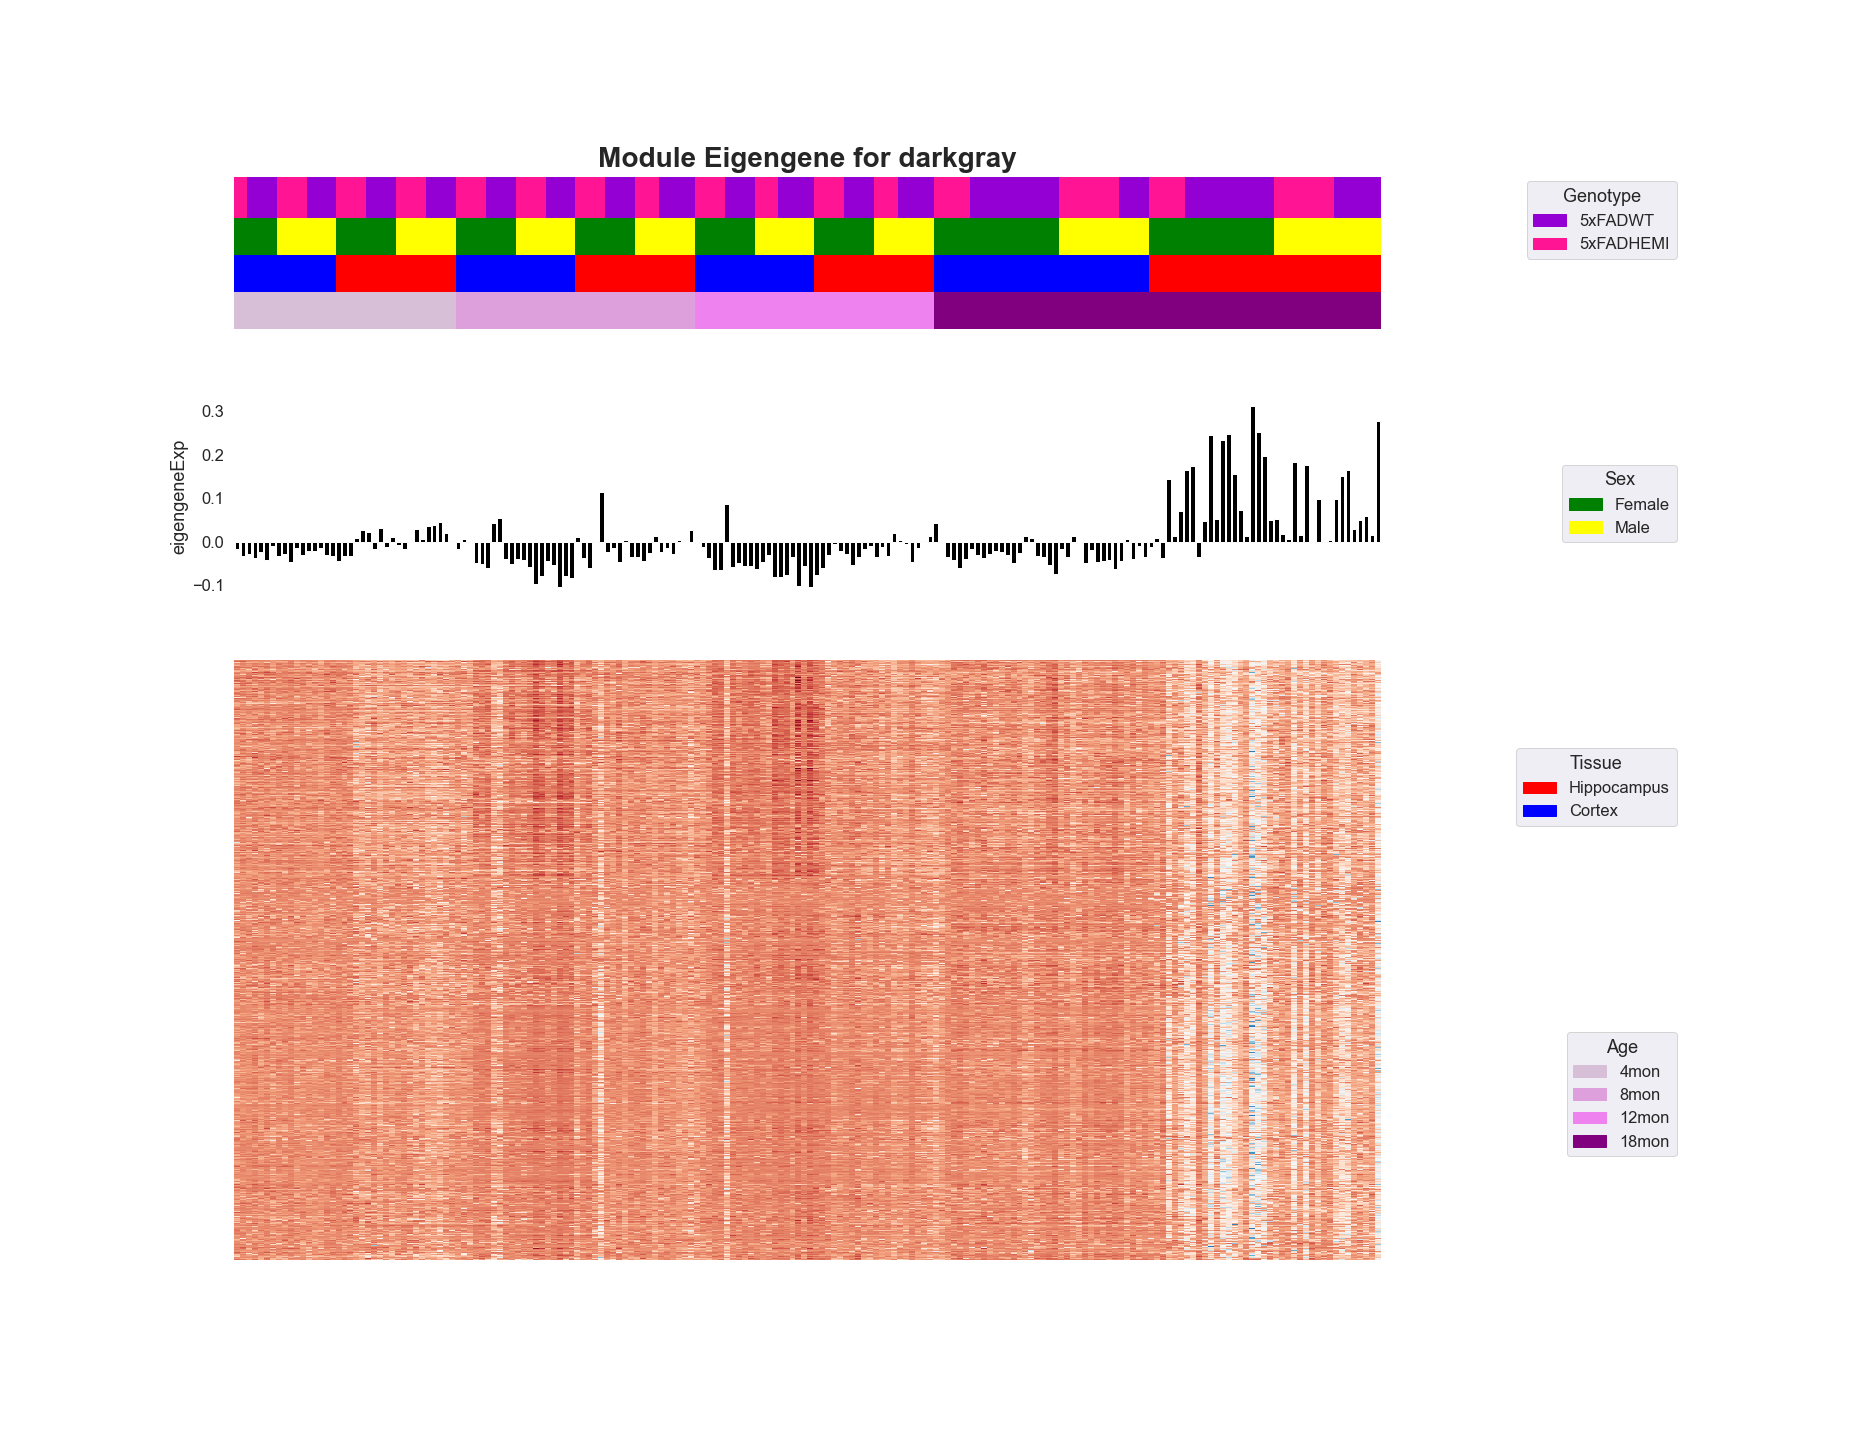 Module Eigengene for darkgray
Genotype
5xFADWT
5xFADHEMI
eigengeneExp
0.3
0.2
0.1
0.0
−0.1
Sex
Female
Male
Tissue
Hippocampus
Cortex
Age
4mon
8mon
12mon
18mon